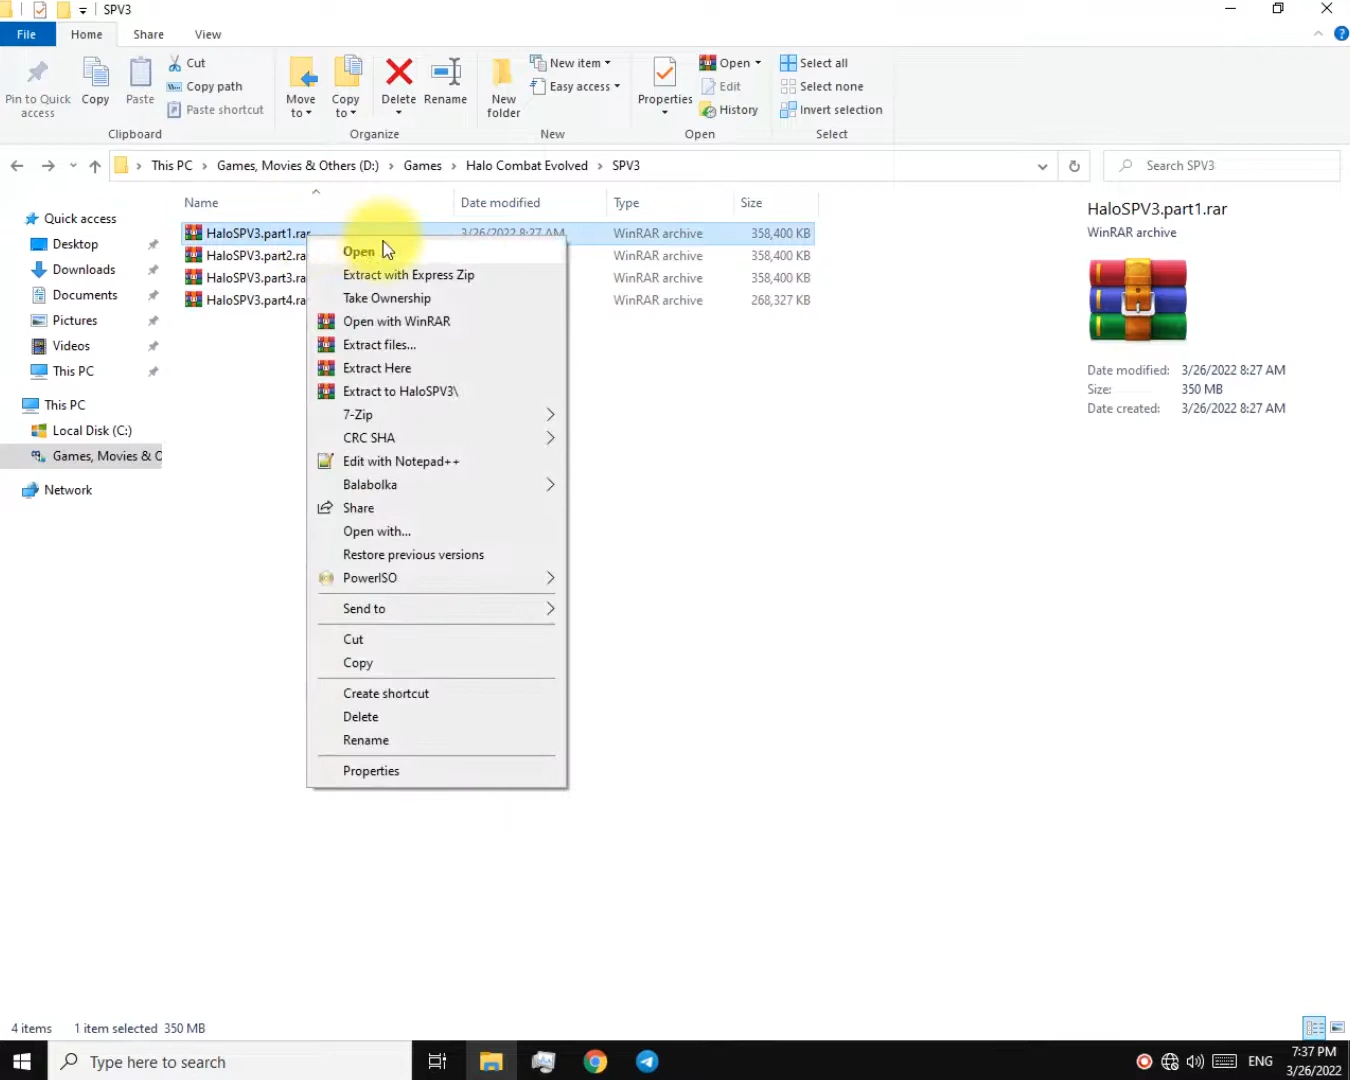 SPV3
File Home Share View
Pin to Quick access
Copy
Paste
Cut
Copy path
Paste shortcut
Clipboard
Move to
Copy to
Delete
Rename
Organize
New folder
New item
Easy access
New
Properties
Open
Edit
History
Open
Select all
Select none
Invert selection
Select
This PC Games, Movies & Others (D:) Games Halo Combat Evolved SPV3
Search SPV3
Quick access
Desktop
Downloads
Documents
Pictures
Videos
This PC
This PC
Local Disk (C:)
Games, Movies & O
Network
Name Date modified Type Size
HaloSPV3.part1.rar 3/26/2022 8:27 AM WinRAR archive 358,400 KB
HaloSPV3.part2.ra WinRAR archive 358,400 KB
HaloSPV3.part3.ra WinRAR archive 358,400 KB
HaloSPV3.part4.ra WinRAR archive 268,327 KB
Open
Extract with Express Zip
Take Ownership
Open with WinRAR
Extract files...
Extract Here
Extract to HaloSPV3\
7-Zip
CRC SHA
Edit with Notepad++
Balabolka
Share
Open with...
Restore previous versions
PowerISO
Send to
Cut
Copy
Create shortcut
Delete
Rename
Properties
HaloSPV3.part1.rar
WinRAR archive
Date modified: 3/26/2022 8:27 AM
Size: 350 MB
Date created: 3/26/2022 8:27 AM
4 items 1 item selected 350 MB
Type here to search
ENG
7:37 PM
3/26/2022